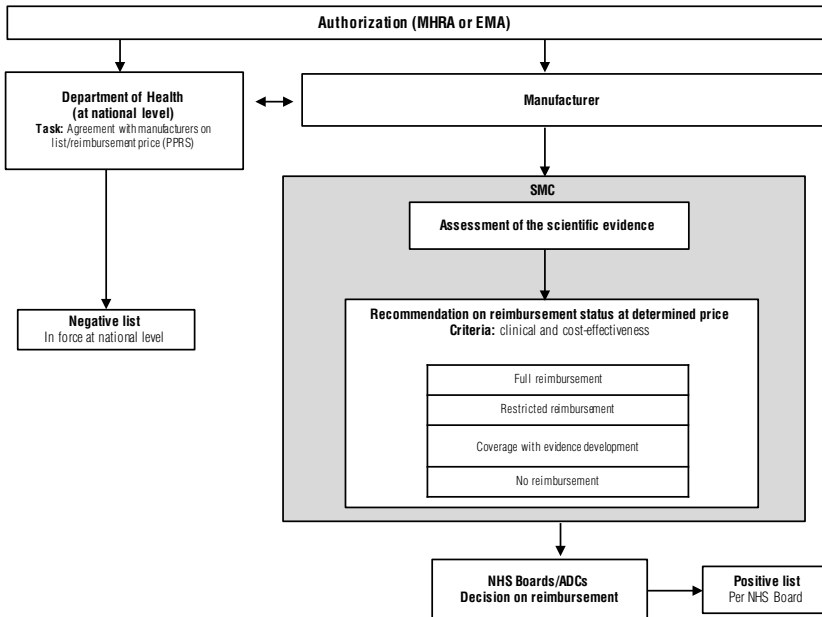 Authorization (MHRA or EMA)
Department of Health
(at national level)
Task: Agreement with manufacturers on
list/reimbursement price (PPRS)
Manufacturer
SMC
Assessment of the scientific evidence
Negative list
In force at national level
Recommendation on reimbursement status at determined price
Criteria: clinical and cost-effectiveness
Full reimbursement
Restricted reimbursement
Coverage with evidence development
No reimbursement
NHS Boards/ADCs
Decision on reimbursement
Positive list
Per NHS Board